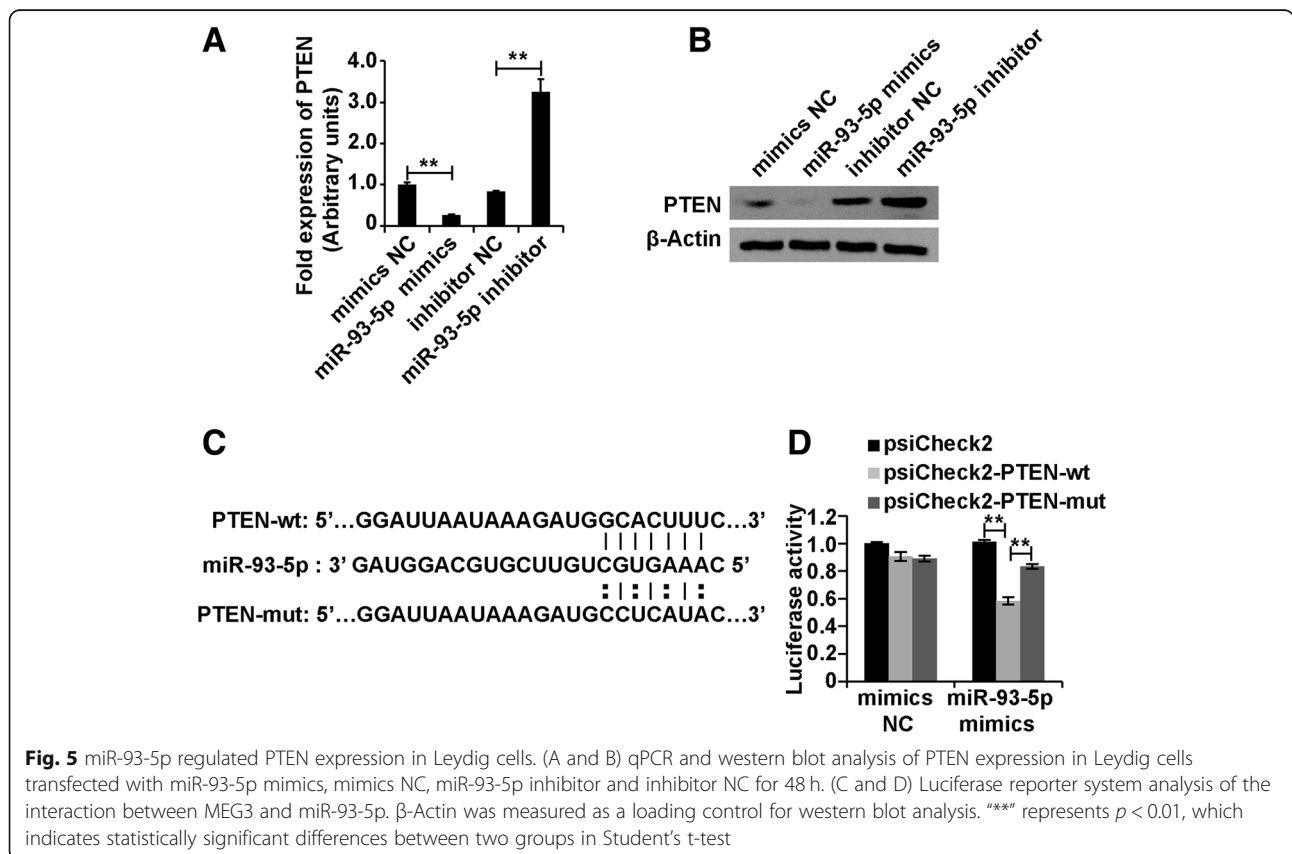 A
Fold expression of PTEN
(Arbitrary units)
4.0
3.0
2.0
1.0
0
**
**
mimics NC
miR-93-5p mimics
inhibitor NC
miR-93-5p inhibitor
B
mimics NC
miR-93-5p mimics
inhibitor NC
miR-93-5p inhibitor
PTEN
β-Actin
C
PTEN-wt: 5’…GGAUUAAUAAAGAUGGCACUUUC…3’
miR-93-5p : 3’ GAUGGACGUGCUUGUCGUGAAAC 5’
PTEN-mut: 5’…GGAUUAAUAAAGAUGCCUCAUAC…3’
D
psiCheck2
psiCheck2-PTEN-wt
psiCheck2-PTEN-mut
Luciferase activity
1.2
1.0
0.8
0.6
0.4
0.2
0
**
**
mimics
NC
miR-93-5p
mimics
Fig. 5 miR-93-5p regulated PTEN expression in Leydig cells. (A and B) qPCR and western blot analysis of PTEN expression in Leydig cells
transfected with miR-93-5p mimics, mimics NC, miR-93-5p inhibitor and inhibitor NC for 48 h. (C and D) Luciferase reporter system analysis of the
interaction between MEG3 and miR-93-5p. β-Actin was measured as a loading control for western blot analysis. “**” represents p < 0.01, which
indicates statistically significant differences between two groups in Student’s t-test